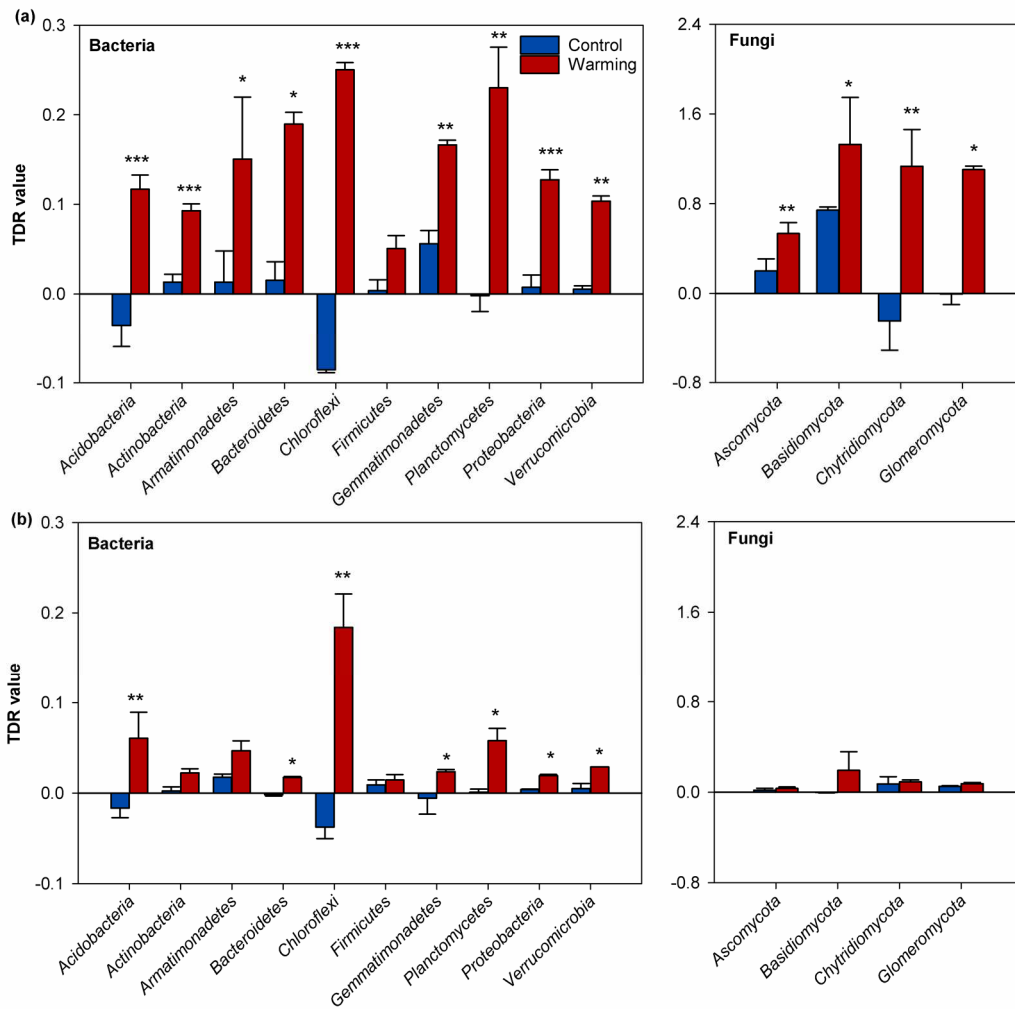 (a)
Bacteria
Control
Warming
TDR value
0.3
0.2
0.1
0.0
-0.1
***
***
*
*
***
**
**
***
**
Acidobacteria
Actinobacteria
Armatimonadetes
Bacteroidetes
Chloroflexi
Firmicutes
Gemmatimonadetes
Planctomycetes
Proteobacteria
Verrucomicrobia
Fungi
2.4
1.6
0.8
0.0
-0.8
**
*
**
*
Ascomycota
Basidiomycota
Chytridiomycota
Glomeromycota
(b)
Bacteria
TDR value
0.3
0.2
0.1
0.0
-0.1
**
*
**
*
*
*
*
Acidobacteria
Actinobacteria
Armatimonadetes
Bacteroidetes
Chloroflexi
Firmicutes
Gemmatimonadetes
Planctomycetes
Proteobacteria
Verrucomicrobia
Fungi
2.4
1.6
0.8
0.0
-0.8
Ascomycota
Basidiomycota
Chytridiomycota
Glomeromycota